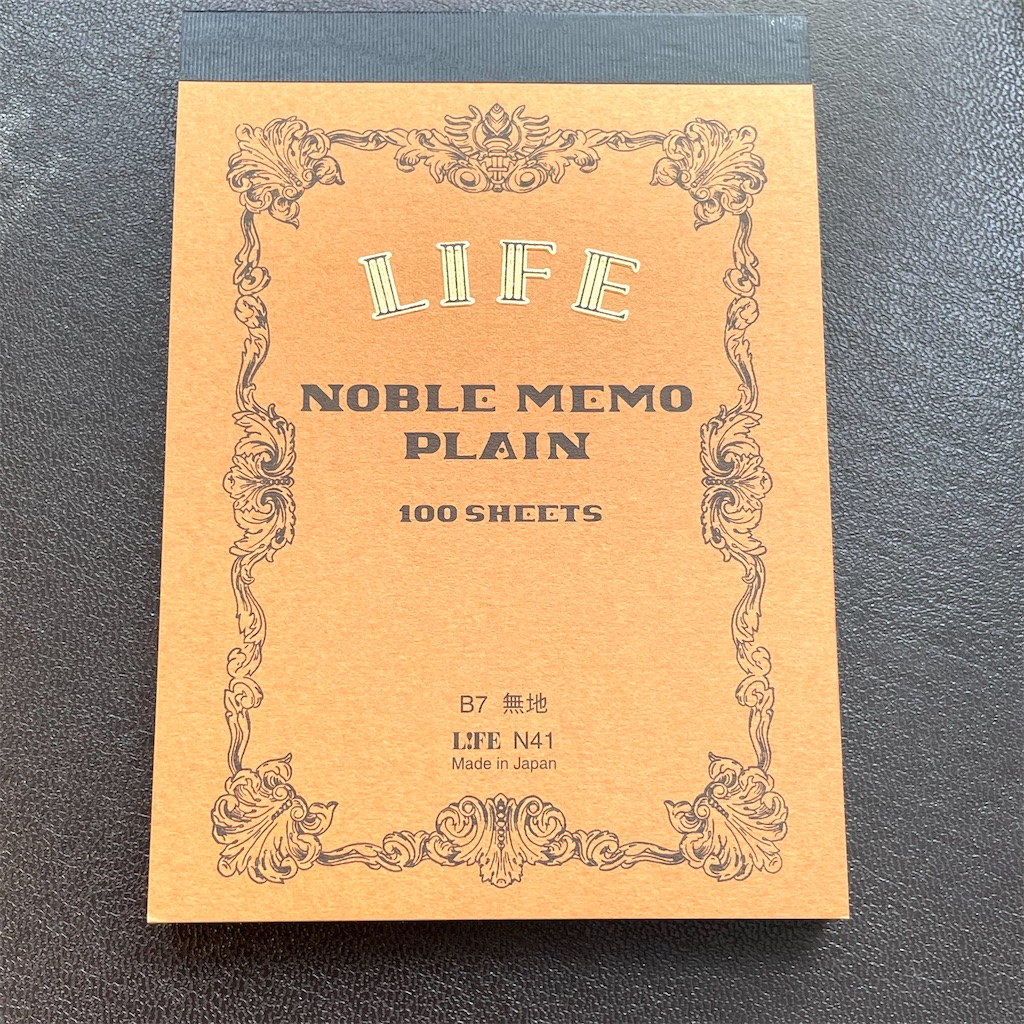 LIFE
NOBLE MEMO
PLAIN
100 SHEETS
B7 無地
L!FE N41
Made in Japan